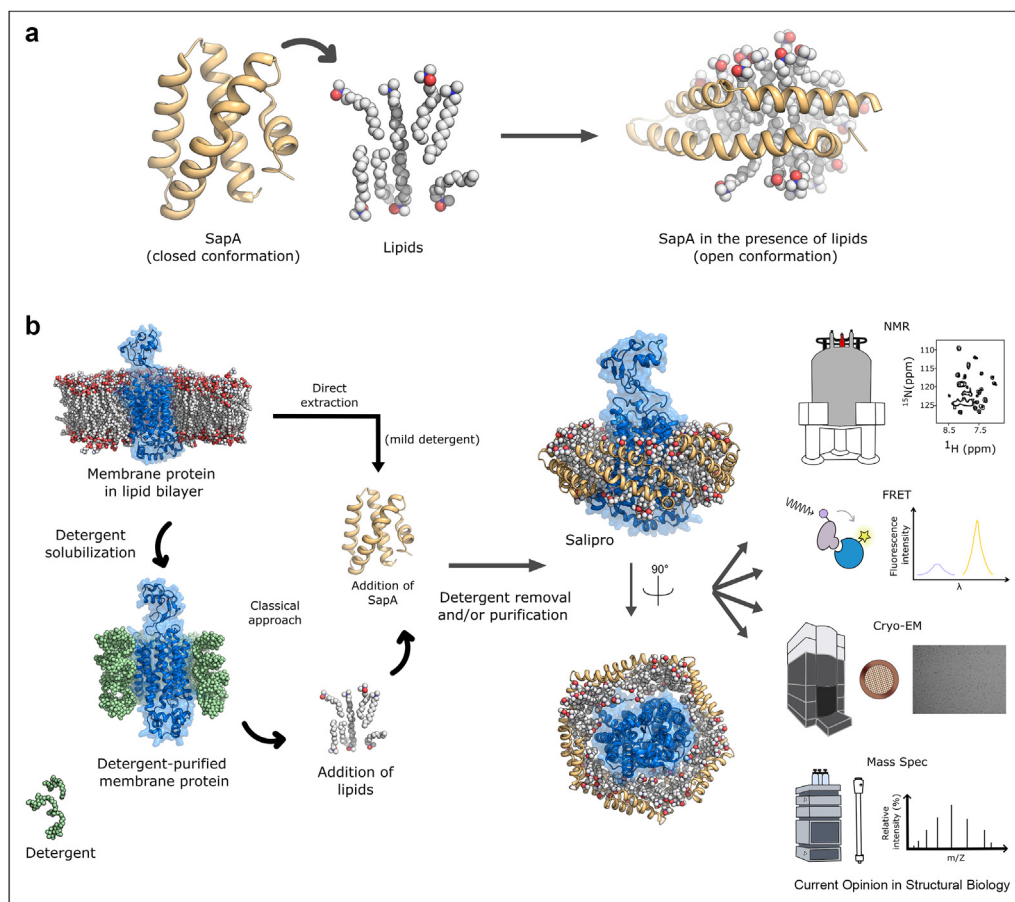 a
SapA
(closed conformation)
Lipids
SapA in the presence of lipids
(open conformation)
b
Membrane protein
in lipid bilayer
Direct
extraction
(mild detergent)
Detergent
solubilization
Classical
approach
Addition of
SapA
Detergent-purified
membrane protein
Addition of
lipids
Detergent
Detergent removal
and/or purification
Salipro
90°
NMR
15N(ppm)
110
115
120
125
8.5 7.5
1H (ppm)
FRET
Fluorescence
intensity
λ
Cryo-EM
Mass Spec
Relative
intensity (%)
m/Z
Current Opinion in Structural Biology